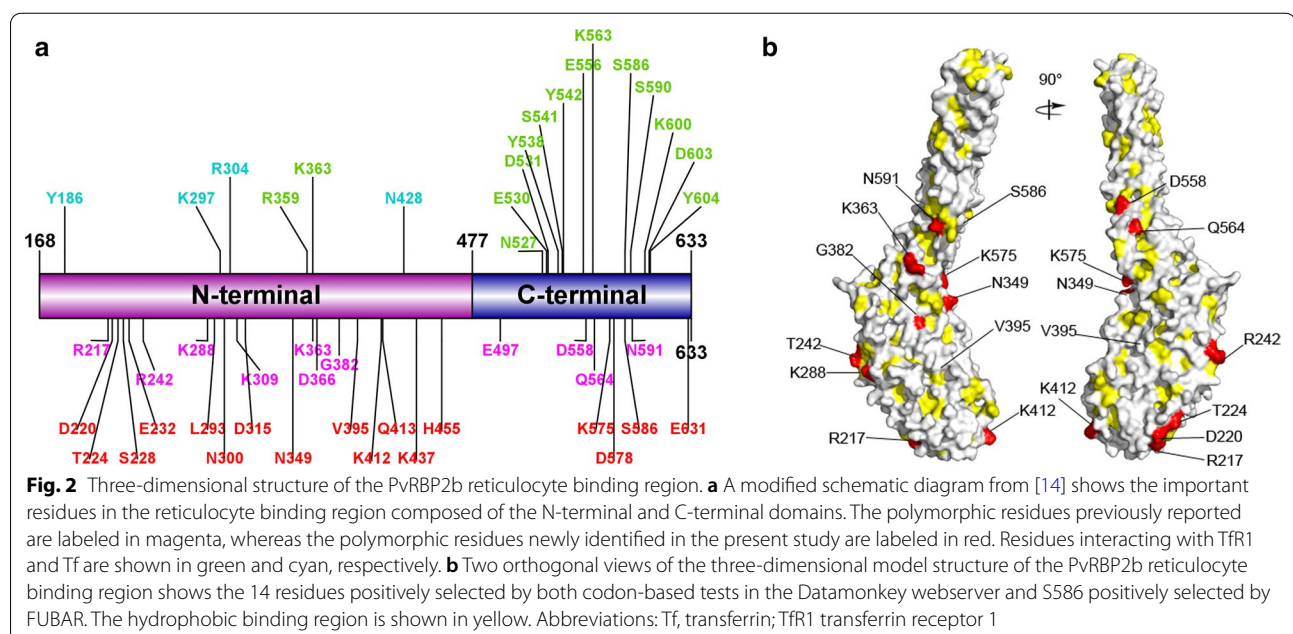 a
K563
E556
S586
Y542
S590
S541
K600
Y538
D603
D531
R304
K363
Y186
K297
R359
N428
E530
Y604
N527
168
477
633
N-terminal
C-terminal
R217
K288
K363
E497
D558
N591
633
R242
K309
D366
G382
Q564
D220
E232
L293
D315
V395
Q413
H455
K575
S586
E631
T224
S228
N300
N349
K412
K437
D578
b
90°
N591
S586
K363
G382
K575
N349
V395
T242
K288
K412
R217
D558
Q564
K575
N349
V395
R242
K412
T224
D220
R217
Fig. 2 Three-dimensional structure of the PvRBP2b reticulocyte binding region. a A modified schematic diagram from [14] shows the important
residues in the reticulocyte binding region composed of the N-terminal and C-terminal domains. The polymorphic residues previously reported
are labeled in magenta, whereas the polymorphic residues newly identified in the present study are labeled in red. Residues interacting with TfR1
and Tf are shown in green and cyan, respectively. b Two orthogonal views of the three-dimensional model structure of the PvRBP2b reticulocyte
binding region shows the 14 residues positively selected by both codon-based tests in the Datamonkey webserver and S586 positively selected by
FUBAR. The hydrophobic binding region is shown in yellow. Abbreviations: Tf, transferrin; TfR1 transferrin receptor 1